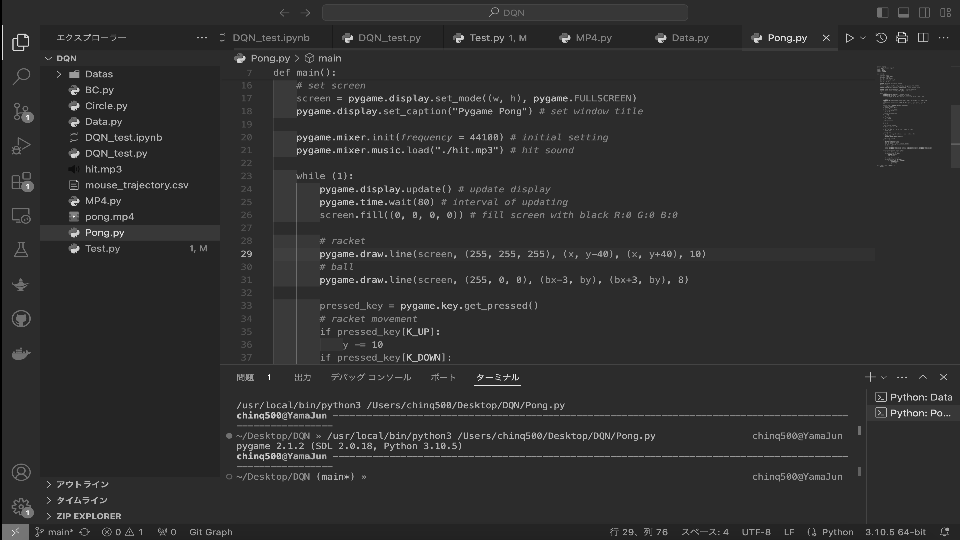 DQN
エクスプローラー
DQN_test.ipynb
DQN_test.py
Test.py 1, M
MP4.py
Data.py
Pong.py
DQN
Datas
BC.py
Circle.py
Data.py
DQN_test.ipynb
DQN_test.py
hit.mp3
mouse_trajectory.csv
MP4.py
pong.mp4
Pong.py
Test.py 1, M
Pong.py > main
7 def main():
16 # set screen
17 screen = pygame.display.set_mode((w, h), pygame.FULLSCREEN)
18 pygame.display.set_caption("Pygame Pong") # set window title
19
20 pygame.mixer.init(frequency = 44100) # initial setting
21 pygame.mixer.music.load("./hit.mp3") # hit sound
22
23 while (1):
24 pygame.display.update() # update display
25 pygame.time.wait(80) # interval of updating
26 screen.fill((0, 0, 0, 0)) # fill screen with black R:0 G:0 B:0
27
28 # racket
29 pygame.draw.line(screen, (255, 255, 255), (x, y-40), (x, y+40), 10)
30 # ball
31 pygame.draw.line(screen, (255, 0, 0), (bx-3, by), (bx+3, by), 8)
32
33 pressed_key = pygame.key.get_pressed()
34 # racket movement
35 if pressed_key[K_UP]:
36 y -= 10
37 if pressed_key[K_DOWN]:
問題 1 出力 デバッグ コンソール ポート ターミナル
/usr/local/bin/python3 /Users/chinq500/Desktop/DQN/Pong.py
chinq500@YamaJun
~/Desktop/DQN » /usr/local/bin/python3 /Users/chinq500/Desktop/DQN/Pong.py chinq500@YamaJun
pygame 2.1.2 (SDL 2.0.18, Python 3.10.5)
chinq500@YamaJun
~/Desktop/DQN (main*) » chinq500@YamaJun
Python: Data
Python: Po...
1
1
1
アウトライン
タイムライン
ZIP EXPLORER
main* 0 1 0 Git Graph
行 29、列 76 スペース: 4 UTF-8 LF Python 3.10.5 64-bit